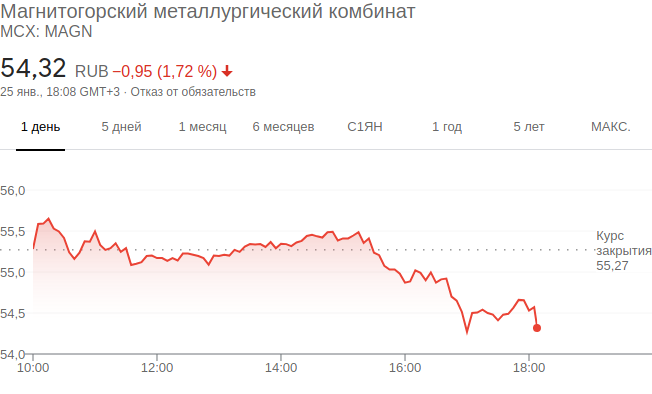 Магнитогорский металлургический комбинат
MCX: MAGN
54,32 RUB −0,95 (1,72 %)
25 янв., 18:08 GMT+3 · Отказ от обязательств
1 день 5 дней 1 месяц 6 месяцев С1ЯН 1 год 5 лет МАКС.
56,0
55,5
Курс
закрытия
55,27
55,0
54,5
54,0
10:00 12:00 14:00 16:00 18:00